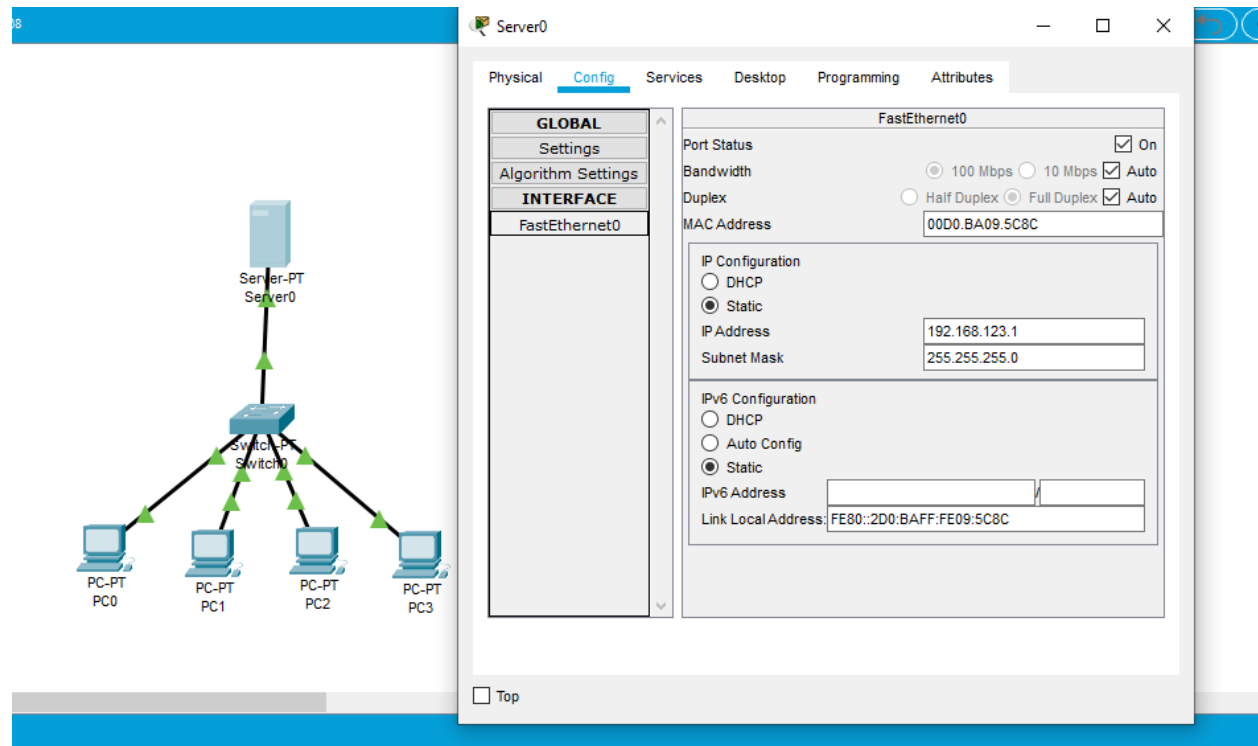 38
Server-PT
Server0
Switch-PT
Switch0
PC-PT
PC0
PC-PT
PC1
PC-PT
PC2
PC-PT
PC3
Server0
Physical Config Services Desktop Programming Attributes
GLOBAL
Settings
Algorithm Settings
INTERFACE
FastEthernet0
FastEthernet0
Port Status On
Bandwidth 100 Mbps 10 Mbps Auto
Duplex Half Duplex Full Duplex Auto
MAC Address 00D0.BA09.5C8C
IP Configuration
DHCP
Static
IP Address 192.168.123.1
Subnet Mask 255.255.255.0
IPv6 Configuration
DHCP
Auto Config
Static
IPv6 Address /
Link Local Address: FE80::2D0:BAFF:FE09:5C8C
Top